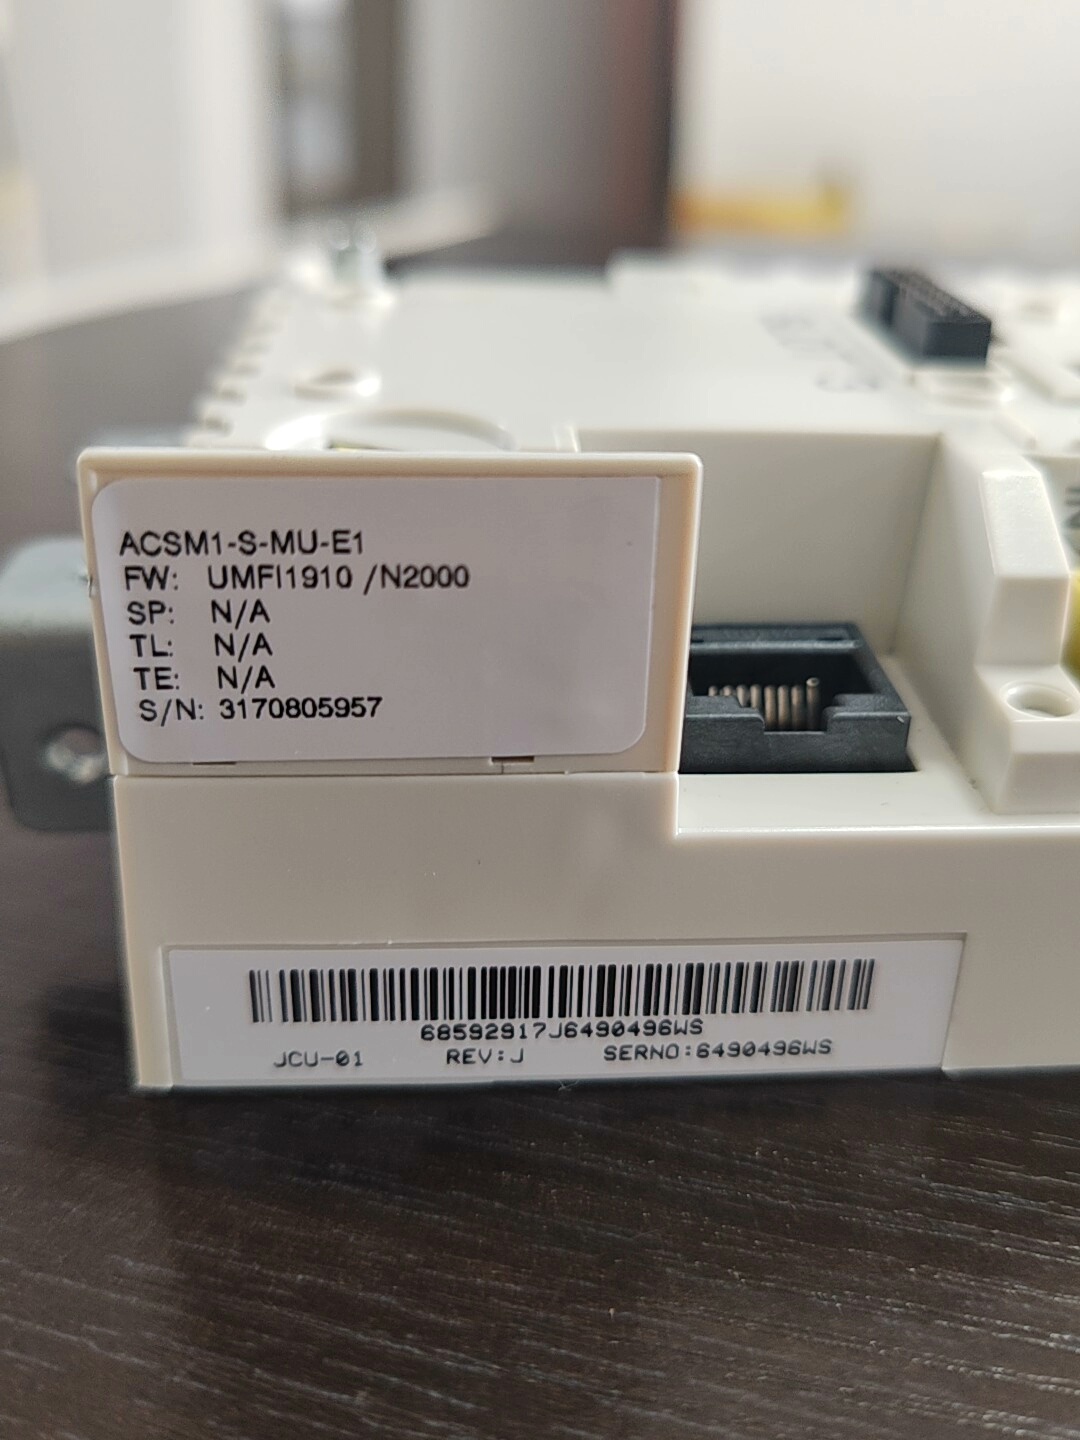 ACSM1-S-MU-E1
FW: UMFI1910 /N2000
SP: N/A
TL: N/A
TE: N/A
S/N: 3170805957
68592917J6490496WS
JCU-01 REV:J SERNO:6490496WS